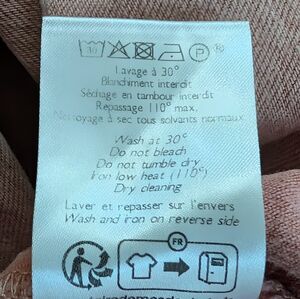 30
P ®
Lavage à 30°
Blanchiment interdit
Séchage en tambour interdit
Repassage 110° max.
Nettoyage à sec tous solvants normaux
Wash at 30°
Do not bleach
Do not tumble dry
Iron low heat (110°)
Dry cleaning
Laver et repasser sur l'envers
Wash and iron on reverse side
FR